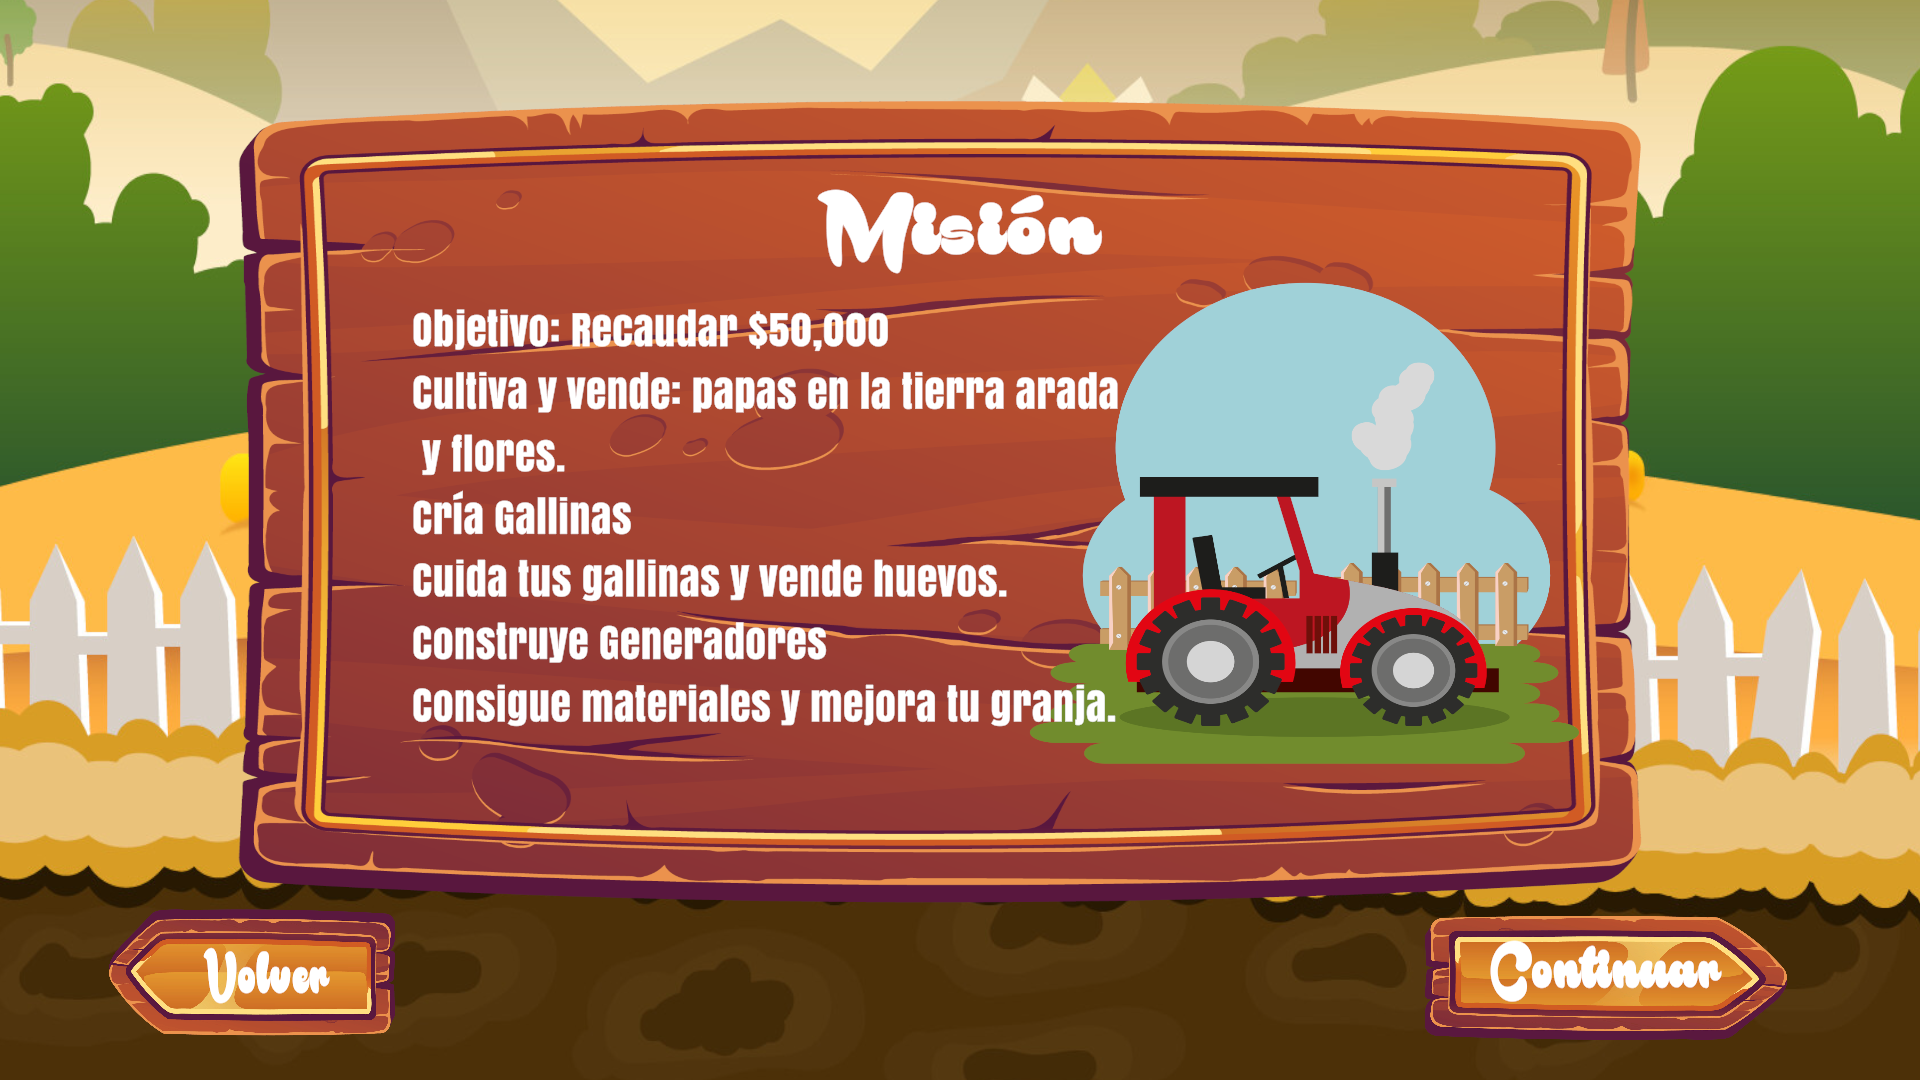 Misión
Objetivo: Recaudar $50,000
Cultiva y vende: papas en la tierra arada
y flores.
Cría Gallinas
Cuida tus gallinas y vende huevos.
Construye Generadores
Consigue materiales y mejora tu granja.
Volver
Continuar